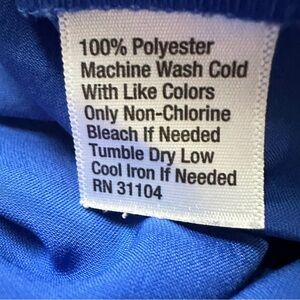 100% Polyester
Machine Wash Cold
With Like Colors
Only Non-Chlorine
Bleach If Needed
Tumble Dry Low
Cool Iron If Needed
RN 31104